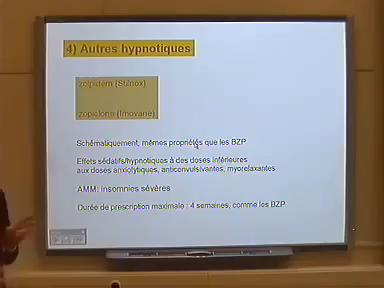 4) Autres hypnotiques
zolpidem (Stilnox)
zopiclone (Imovane)
Schématiquement, mêmes propriétés que les BZP
Effets sédatifs/hypnotiques à des doses inférieures
aux doses anxiolytiques, anticonvulsivantes, myorelaxantes
AMM: insomnies sévères
Durée de prescription maximale : 4 semaines, comme les BZP